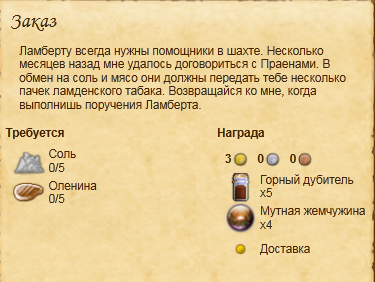 Заказ
Ламберту всегда нужны помощники в шахте. Несколько
месяцев назад мне удалось договориться с Праенами. В
обмен на соль и мясо они должны передать тебе несколько
пачек ламденского табака. Возвращайся ко мне, когда
выполнишь поручения Ламберта.
Требуется
Соль
0/5
Оленина
0/5
Награда
3 0 0
Горный дубитель
x5
Мутная жемчужина
x4
Доставка